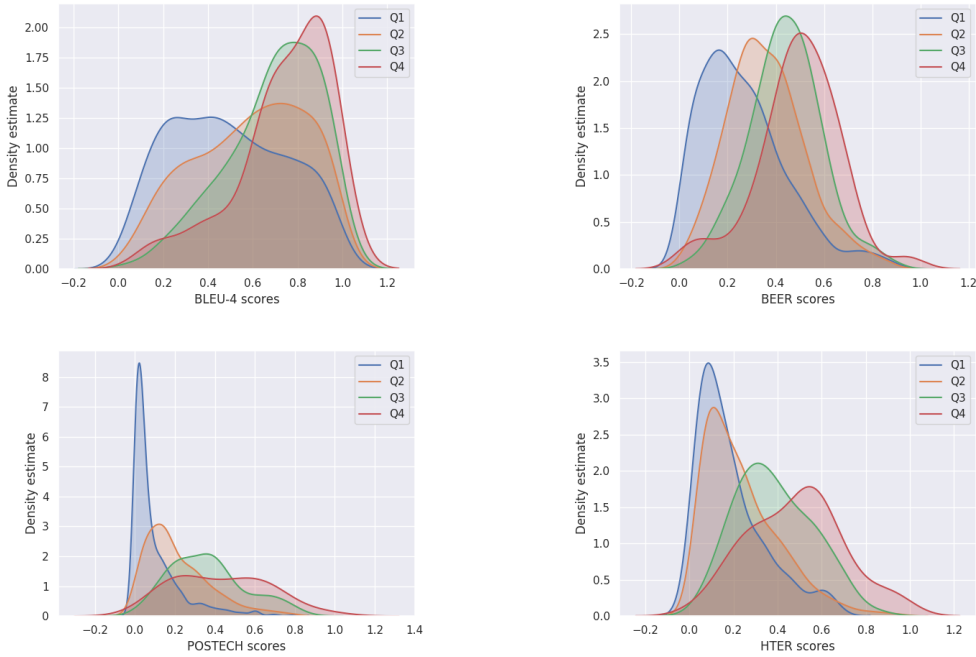 2.00
1.75
1.50
1.25
1.00
0.75
0.50
0.25
0.00
Density estimate
Q1
Q2
Q3
Q4
−0.2 0.0 0.2 0.4 0.6 0.8 1.0 1.2
BLEU-4 scores
2.5
2.0
1.5
1.0
0.5
0.0
Density estimate
Q1
Q2
Q3
Q4
−0.2 0.0 0.2 0.4 0.6 0.8 1.0 1.2
BEER scores
8
7
6
5
4
3
2
1
0
Density estimate
Q1
Q2
Q3
Q4
−0.2 0.0 0.2 0.4 0.6 0.8 1.0 1.2 1.4
POSTECH scores
3.5
3.0
2.5
2.0
1.5
1.0
0.5
0.0
Density estimate
Q1
Q2
Q3
Q4
−0.2 0.0 0.2 0.4 0.6 0.8 1.0 1.2
HTER scores